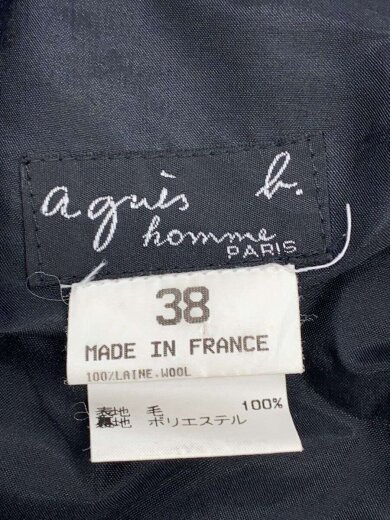 agnès b.
homme
PARIS
38
MADE IN FRANCE
100%LAINE.WOOL
表地 毛 100%
裏地 ポリエステル